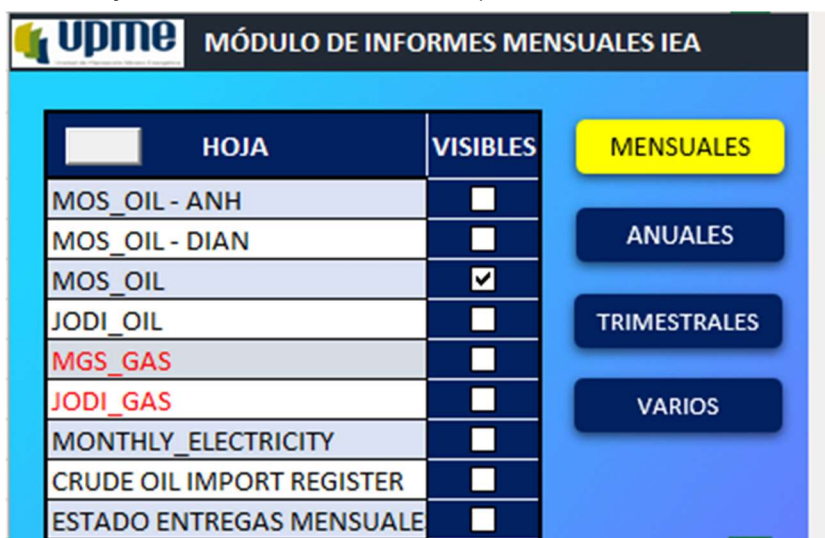 upme MÓDULO DE INFORMES MENSUALES IEA
HOJA VISIBLES
MOS_OIL - ANH
MOS_OIL - DIAN
MOS_OIL
JODI_OIL
MGS_GAS
JODI_GAS
MONTHLY_ELECTRICITY
CRUDE OIL IMPORT REGISTER
ESTADO ENTREGAS MENSUALE
MENSUALES
ANUALES
TRIMESTRALES
VARIOS